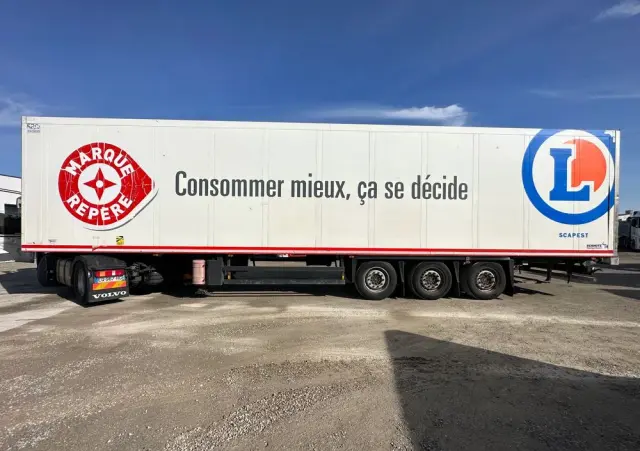 MARQUE
REPÈRE
Consommer mieux, ça se décide
L
SCAPEST
VOLVO